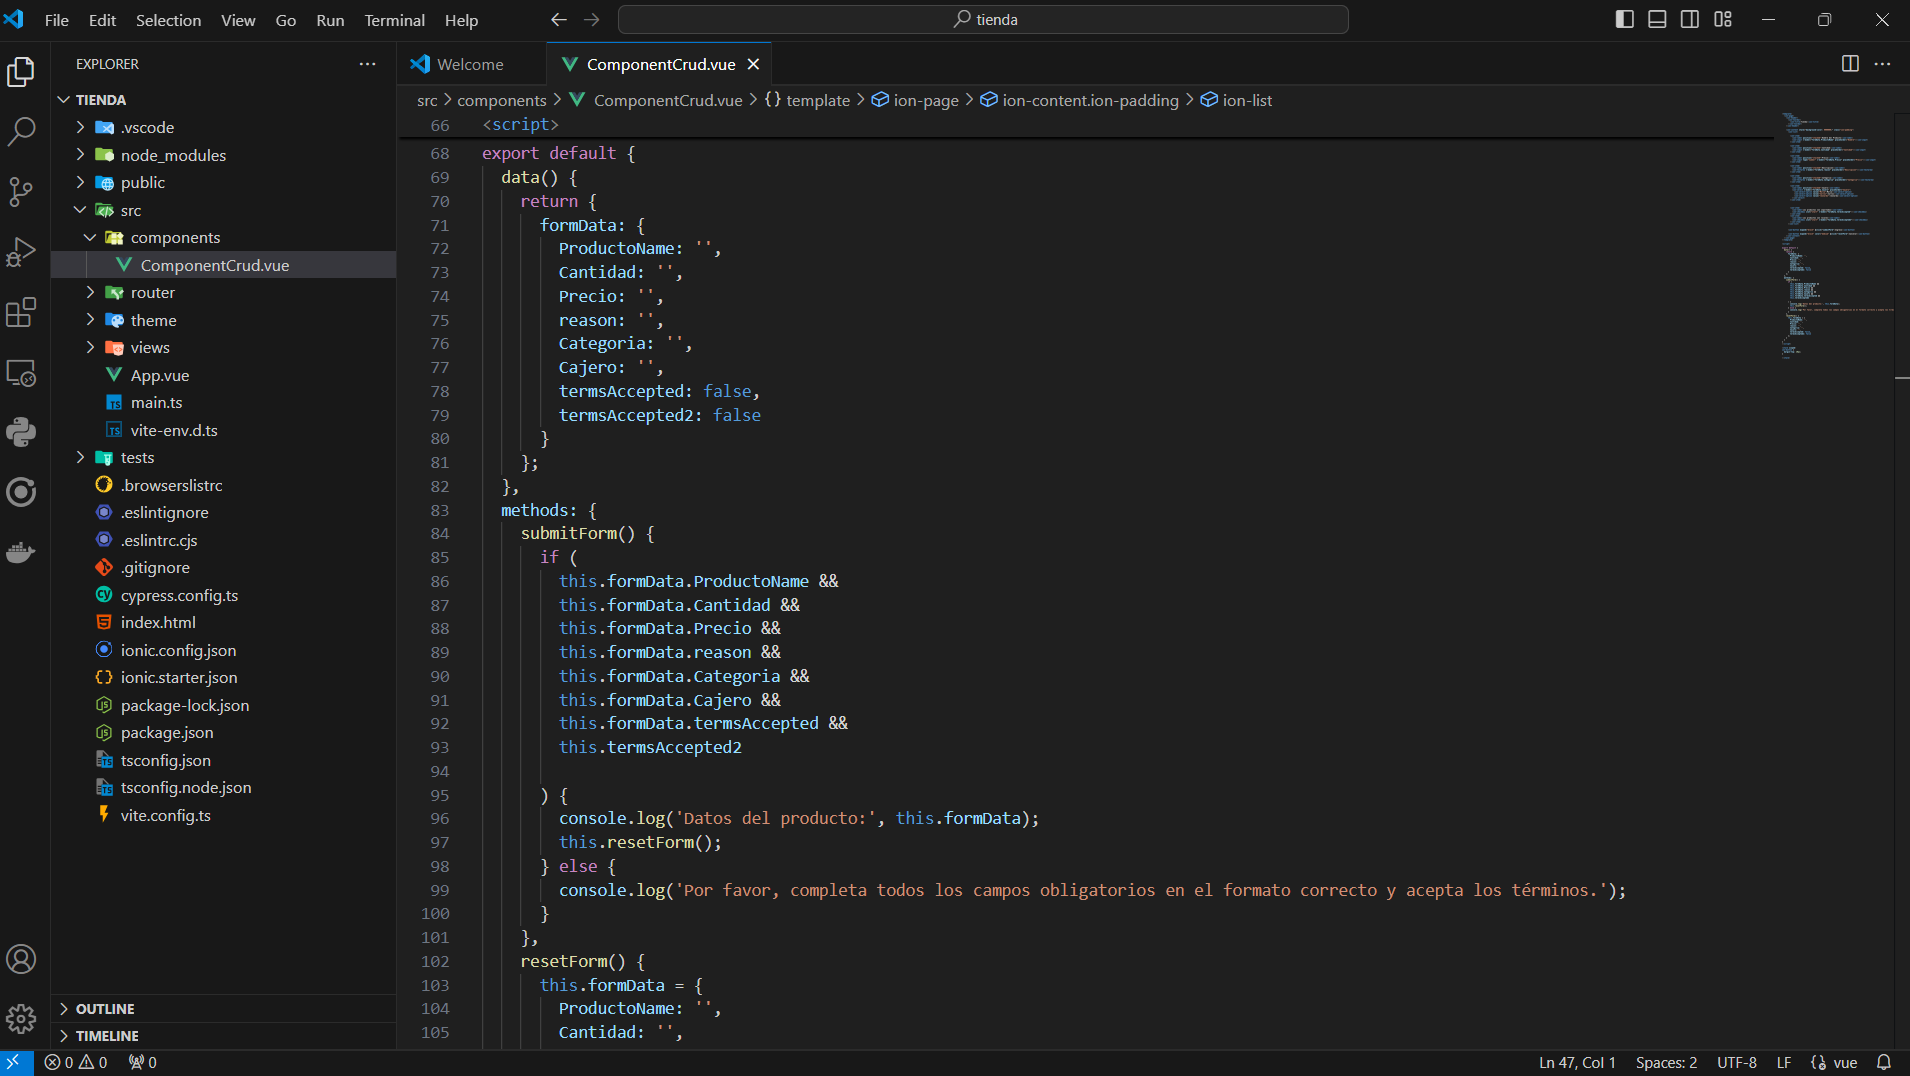 File Edit Selection View Go Run Terminal Help
tienda
EXPLORER
Welcome
ComponentCrud.vue
src > components > ComponentCrud.vue > {} template > ion-page > ion-content.ion-padding > ion-list
TIENDA
.vscode
node_modules
public
src
components
ComponentCrud.vue
router
theme
views
App.vue
TS main.ts
TS vite-env.d.ts
tests
.browserslistrc
.eslintignore
.eslintrc.cjs
.gitignore
cypress.config.ts
index.html
ionic.config.json
{} ionic.starter.json
package-lock.json
package.json
tsconfig.json
tsconfig.node.json
vite.config.ts
OUTLINE
TIMELINE
66 <script>
68 export default {
69 data() {
70 return {
71 formData: {
72 ProductoName: '',
73 Cantidad: '',
74 Precio: '',
75 reason: '',
76 Categoria: '',
77 Cajero: '',
78 termsAccepted: false,
79 termsAccepted2: false
80 }
81 };
82 },
83 methods: {
84 submitForm() {
85 if (
86 this.formData.ProductoName &&
87 this.formData.Cantidad &&
88 this.formData.Precio &&
89 this.formData.reason &&
90 this.formData.Categoria &&
91 this.formData.Cajero &&
92 this.formData.termsAccepted &&
93 this.termsAccepted2
94
95 ) {
96 console.log('Datos del producto:', this.formData);
97 this.resetForm();
98 } else {
99 console.log('Por favor, completa todos los campos obligatorios en el formato correcto y acepta los términos.');
100 }
101 },
102 resetForm() {
103 this.formData = {
104 ProductoName: '',
105 Cantidad: '',
0 0 0
Ln 47, Col 1 Spaces: 2 UTF-8 LF vue